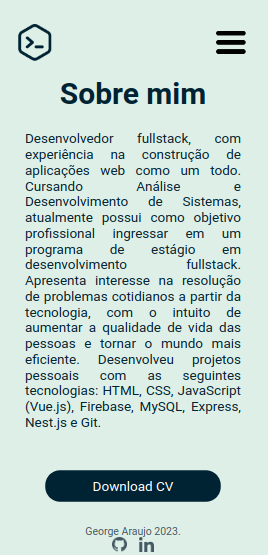 Sobre mim
Desenvolvedor fullstack, com
experiência na construção de
aplicações web como um todo.
Cursando Análise e
Desenvolvimento de Sistemas,
atualmente possui como objetivo
profissional ingressar em um
programa de estágio em
desenvolvimento fullstack.
Apresenta interesse na resolução
de problemas cotidianos a partir da
tecnologia, com o intuito de
aumentar a qualidade de vida das
pessoas e tornar o mundo mais
eficiente. Desenvolveu projetos
pessoais com as seguintes
tecnologias: HTML, CSS, JavaScript
(Vue.js), Firebase, MySQL, Express,
Nest.js e Git.
Download CV
George Araujo 2023.